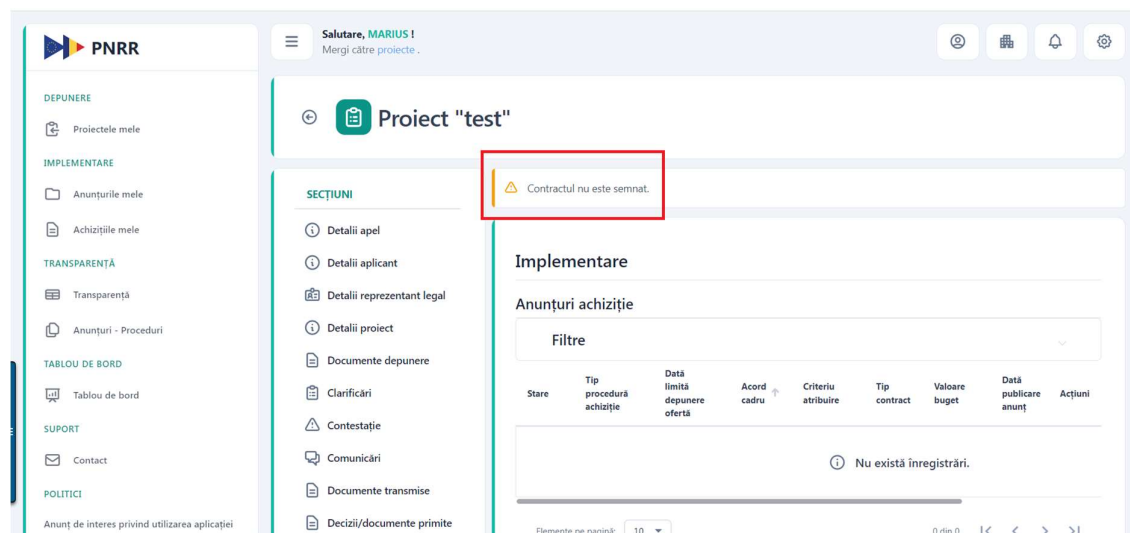 PNRR
Salutare, MARIUS !
Mergi către proiecte .
DEPUNERE
Proiectele mele
IMPLEMENTARE
Anunțurile mele
Achizițiile mele
TRANSPARENȚĂ
Transparență
Anunțuri - Proceduri
TABLOU DE BORD
Tablou de bord
SUPORT
Contact
POLITICI
Anunț de interes privind utilizarea aplicației
Proiect "test"
SECȚIUNI
Detalii apel
Detalii aplicant
Detalii reprezentant legal
Detalii proiect
Documente depunere
Clarificări
Contestație
Comunicări
Documente transmise
Decizii/documente primite
Contractul nu este semnat.
Implementare
Anunțuri achiziție
Filtre
Stare
Tip
procedură
achiziție
Dată
limită
depunere
ofertă
Acord
cadru
Criteriu
atribuire
Tip
contract
Valoare
buget
Dată
publicare
anunț
Acțiuni
Nu există înregistrări.
Elemente pe pagină: 10
0 din 0